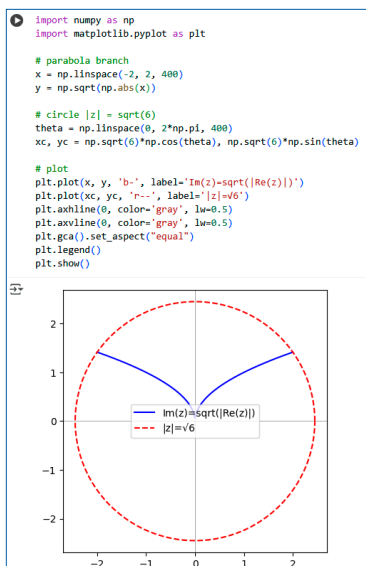 import numpy as np
import matplotlib.pyplot as plt
# parabola branch
x = np.linspace(-2, 2, 400)
y = np.sqrt(np.abs(x))
# circle |z| = sqrt(6)
theta = np.linspace(0, 2*np.pi, 400)
xc, yc = np.sqrt(6)*np.cos(theta), np.sqrt(6)*np.sin(theta)
# plot
plt.plot(x, y, 'b-', label='Im(z)=sqrt(|Re(z)|)')
plt.plot(xc, yc, 'r--', label='|z|=√6')
plt.axhline(0, color='gray', lw=0.5)
plt.axvline(0, color='gray', lw=0.5)
plt.gca().set_aspect("equal")
plt.legend()
plt.show()
2
1
0
−1
−2
Im(z)=sqrt(|Re(z)|)
|z|=√6
−2 −1 0 1 2